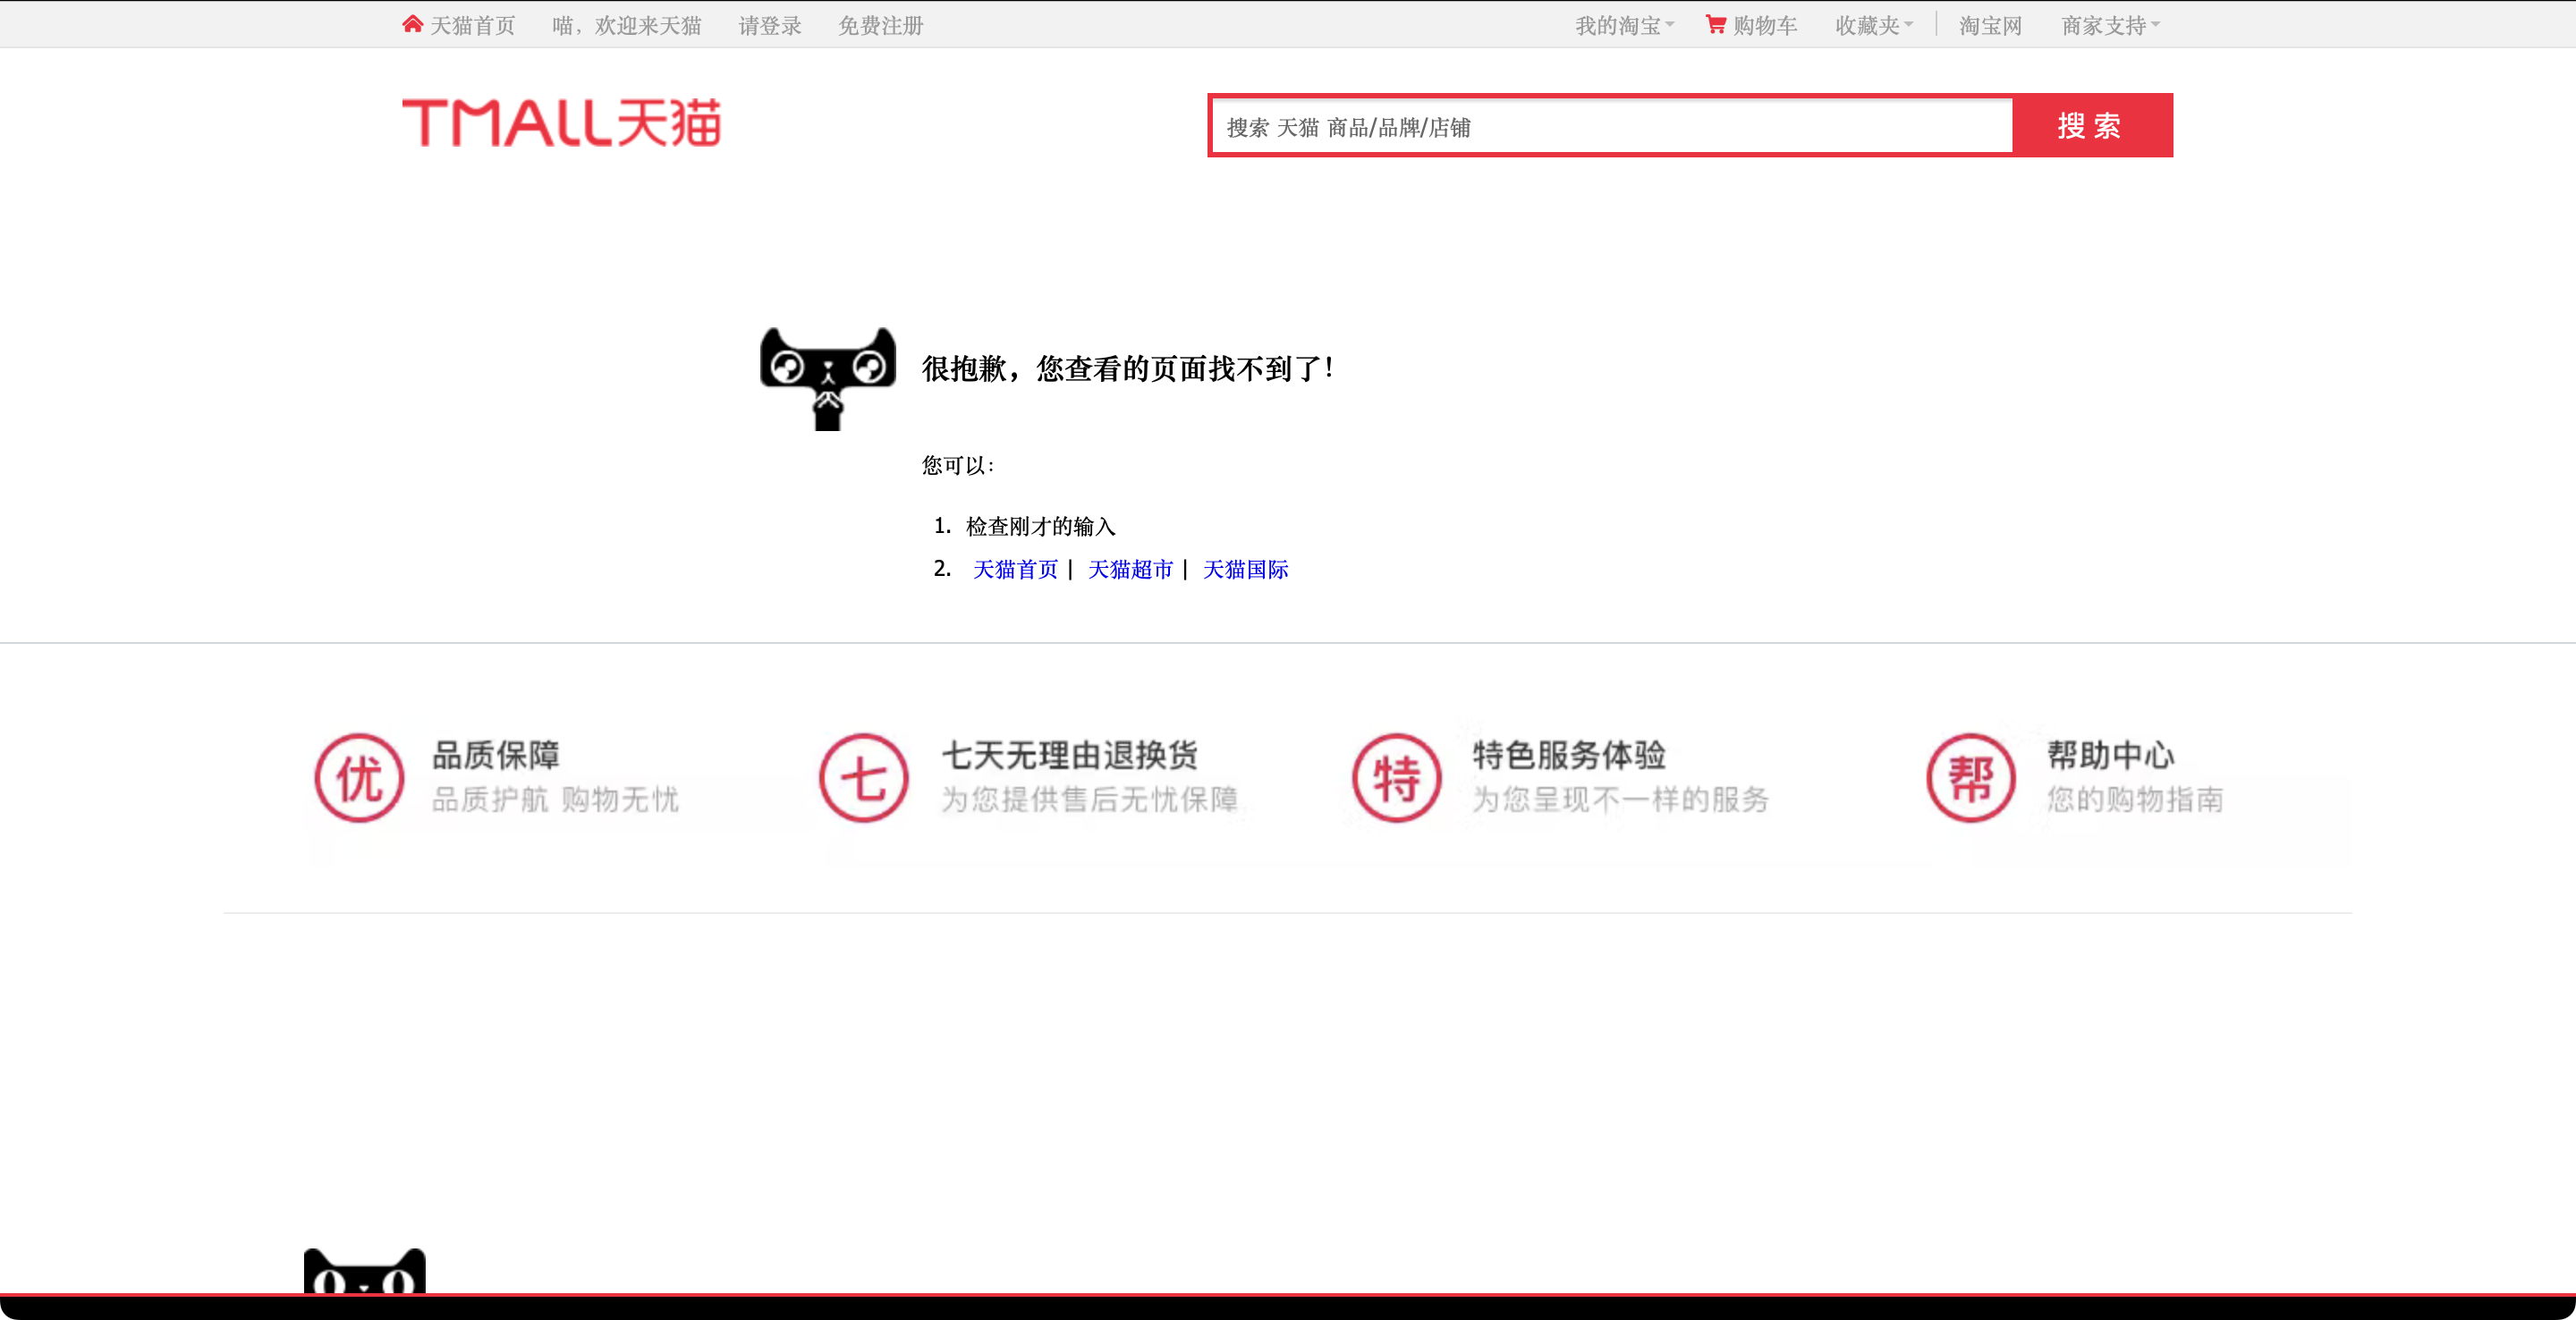 天猫首页 喵，欢迎来天猫 请登录 免费注册 我的淘宝 购物车 收藏夹 淘宝网 商家支持
TMALL天猫
搜索 天猫 商品/品牌/店铺 搜 索
很抱歉，您查看的页面找不到了！
您可以：
1. 检查刚才的输入
2. 天猫首页 | 天猫超市 | 天猫国际
优 品质保障 七 七天无理由退换货 特 特色服务体验 帮 帮助中心
品质护航 购物无忧 为您提供售后无忧保障 为您呈现不一样的服务 您的购物指南